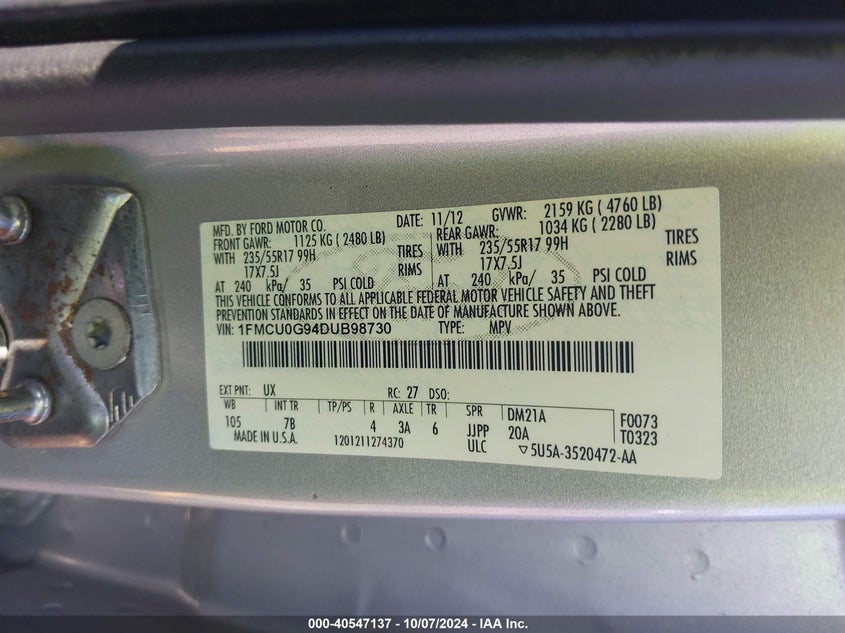 MFD. BY FORD MOTOR CO. DATE: 11/12 GVWR: 2159 KG ( 4760 LB)
FRONT GAWR: 1125 KG ( 2480 LB) REAR GAWR: 1034 KG ( 2280 LB)
WITH 235/55R17 99H TIRES WITH 235/55R17 99H TIRES
17X7.5J RIMS 17X7.5J RIMS
AT 240 kPa/ 35 PSI COLD AT 240 kPa/ 35 PSI COLD
THIS VEHICLE CONFORMS TO ALL APPLICABLE FEDERAL MOTOR VEHICLE SAFETY AND THEFT
PREVENTION STANDARDS IN EFFECT ON THE DATE OF MANUFACTURE SHOWN ABOVE.
VIN: 1FMCU0G94DUB98730 TYPE: MPV
EXT PNT: UX RC: 27 DSO:
WB INT TR TP/PS R AXLE TR SPR DM21A F0073
105 7B 4 3A 6 JJPP 20A T0323
MADE IN U.S.A. 1201211274370 ULC ▽5U5A-3520472-AA
000-40547137 - 10/07/2024 - IAA Inc.